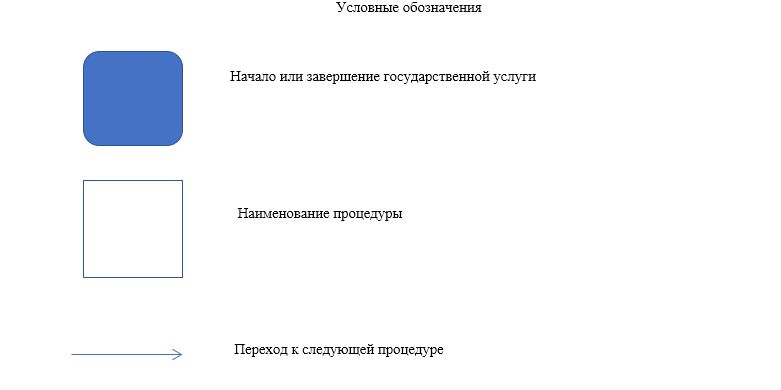 Условные обозначения
Начало или завершение государственной услуги
Наименование процедуры
Переход к следующей процедуре